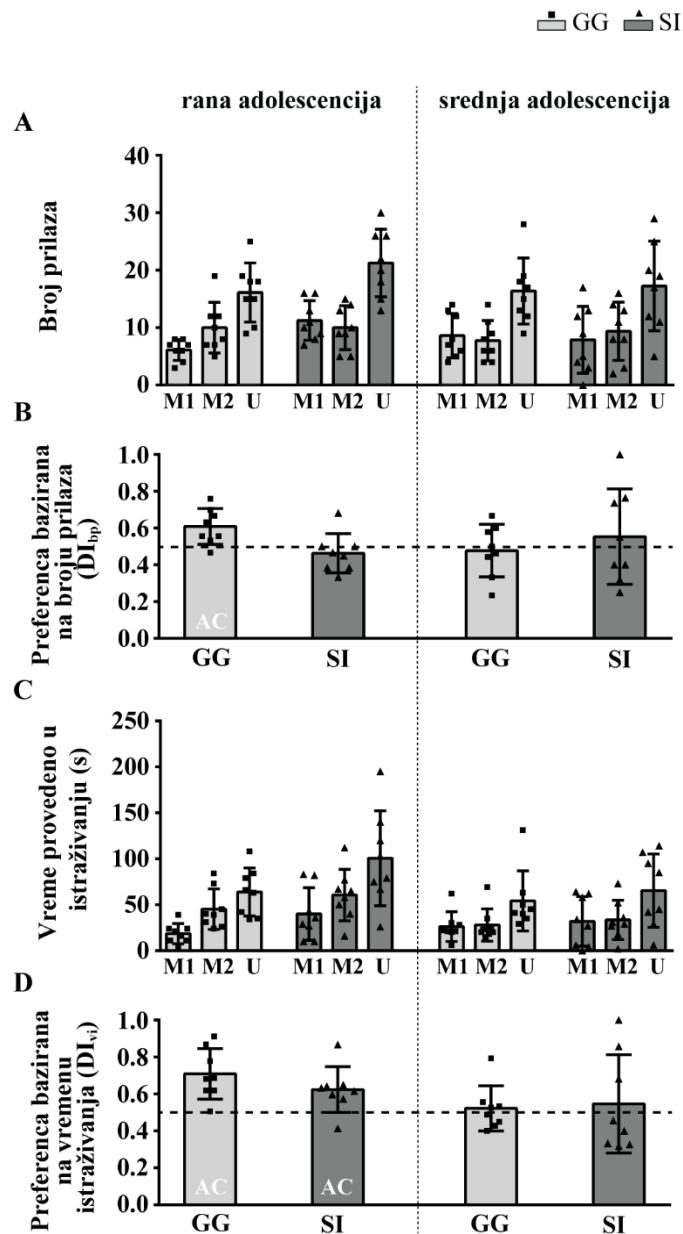 GG SI
rana adolescencija srednja adolescencija
A
Broj prilaza
40
30
20
10
0
M1 M2 U M1 M2 U M1 M2 U M1 M2 U
B
Preferenca bazirana
na broju prilaza
(DIbp)
1.0
0.8
0.6
0.4
0.2
0.0
AC
GG SI GG SI
C
Vreme provedeno u
istraživanju (s)
250
200
150
100
50
0
M1 M2 U M1 M2 U M1 M2 U M1 M2 U
D
Preferenca bazirana
na vremenu
istraživanja (DIvi)
1.0
0.8
0.6
0.4
0.2
0.0
AC AC
GG SI GG SI